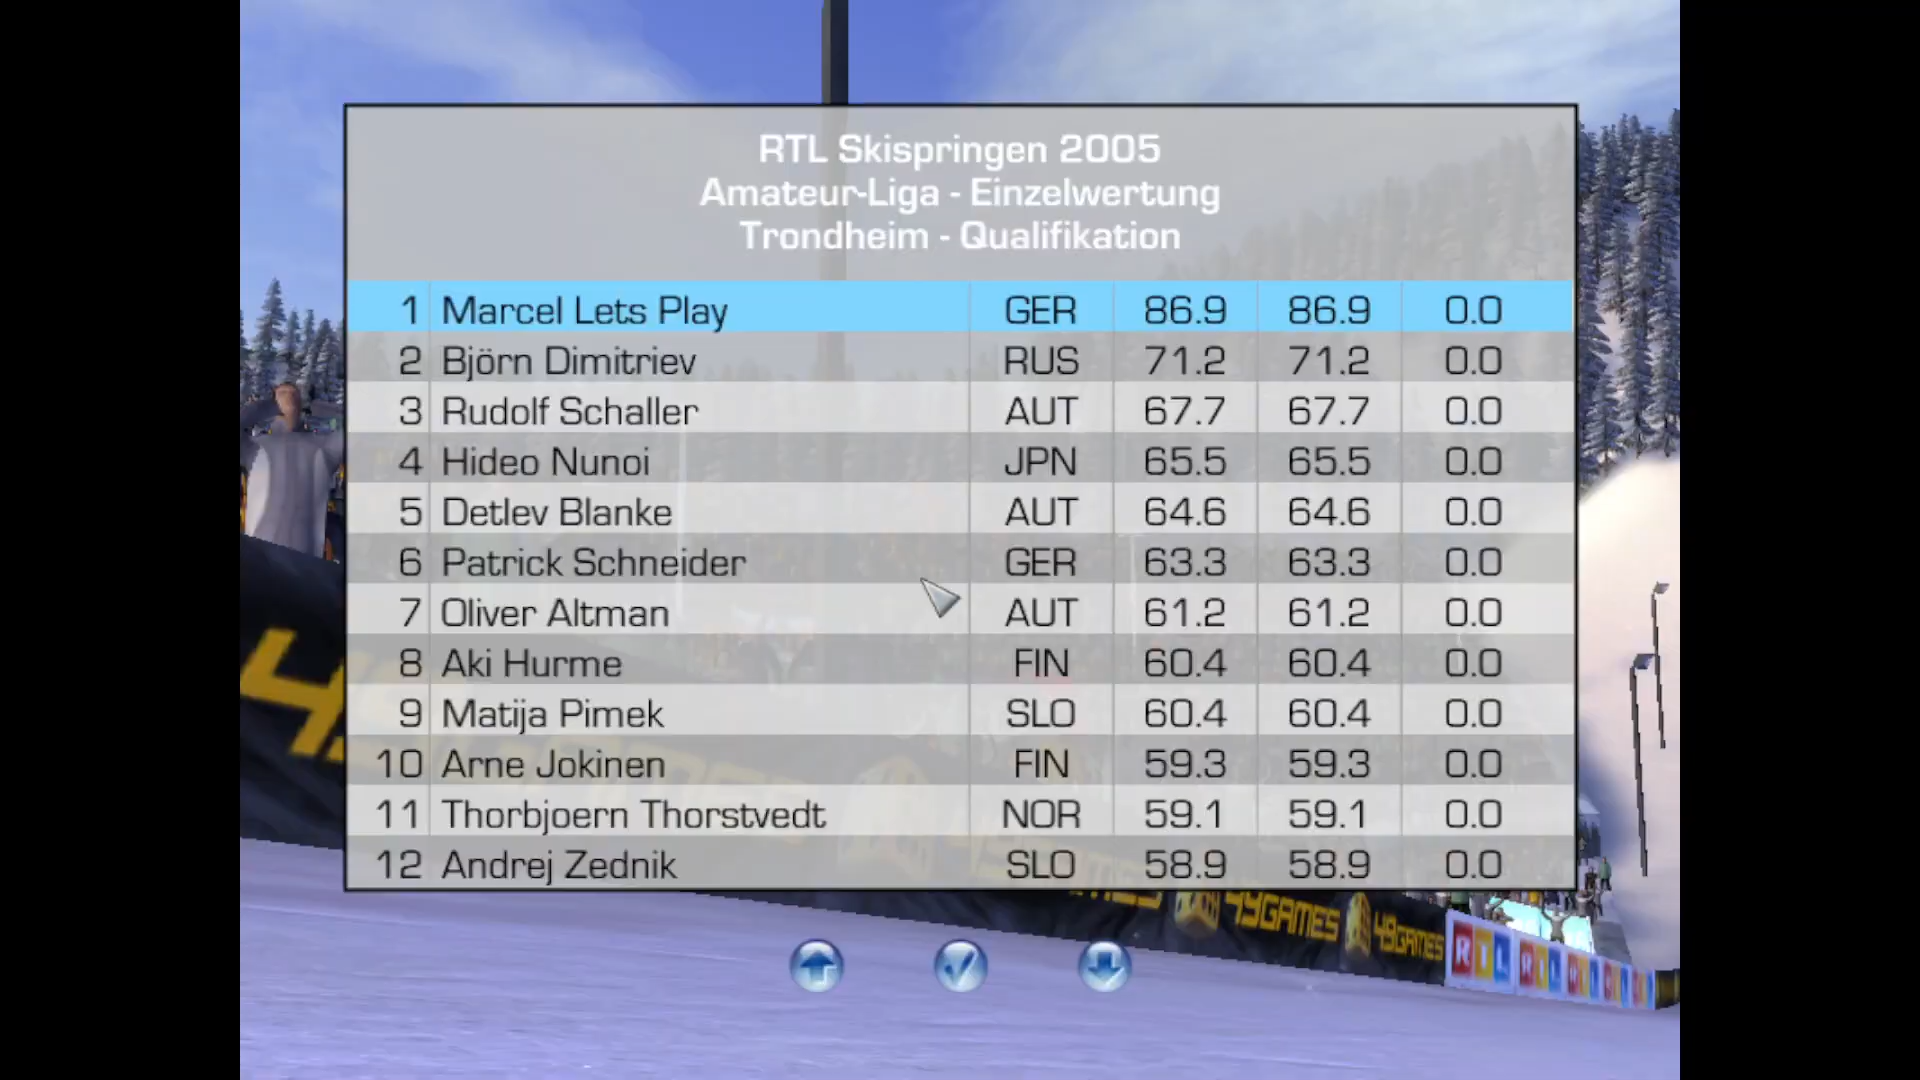 RTL Skispringen 2005
Amateur-Liga - Einzelwertung
Trondheim - Qualifikation
1 Marcel Lets Play GER 86.9 86.9 0.0
2 Björn Dimitriev RUS 71.2 71.2 0.0
3 Rudolf Schaller AUT 67.7 67.7 0.0
4 Hideo Nunoi JPN 65.5 65.5 0.0
5 Detlev Blanke AUT 64.6 64.6 0.0
6 Patrick Schneider GER 63.3 63.3 0.0
7 Oliver Altman AUT 61.2 61.2 0.0
8 Aki Hurme FIN 60.4 60.4 0.0
9 Matija Pimek SLO 60.4 60.4 0.0
10 Arne Jokinen FIN 59.3 59.3 0.0
11 Thorbjoern Thorstvedt NOR 59.1 59.1 0.0
12 Andrej Zednik SLO 58.9 58.9 0.0
49GAMES 49GAMES
RTL RTL RTL